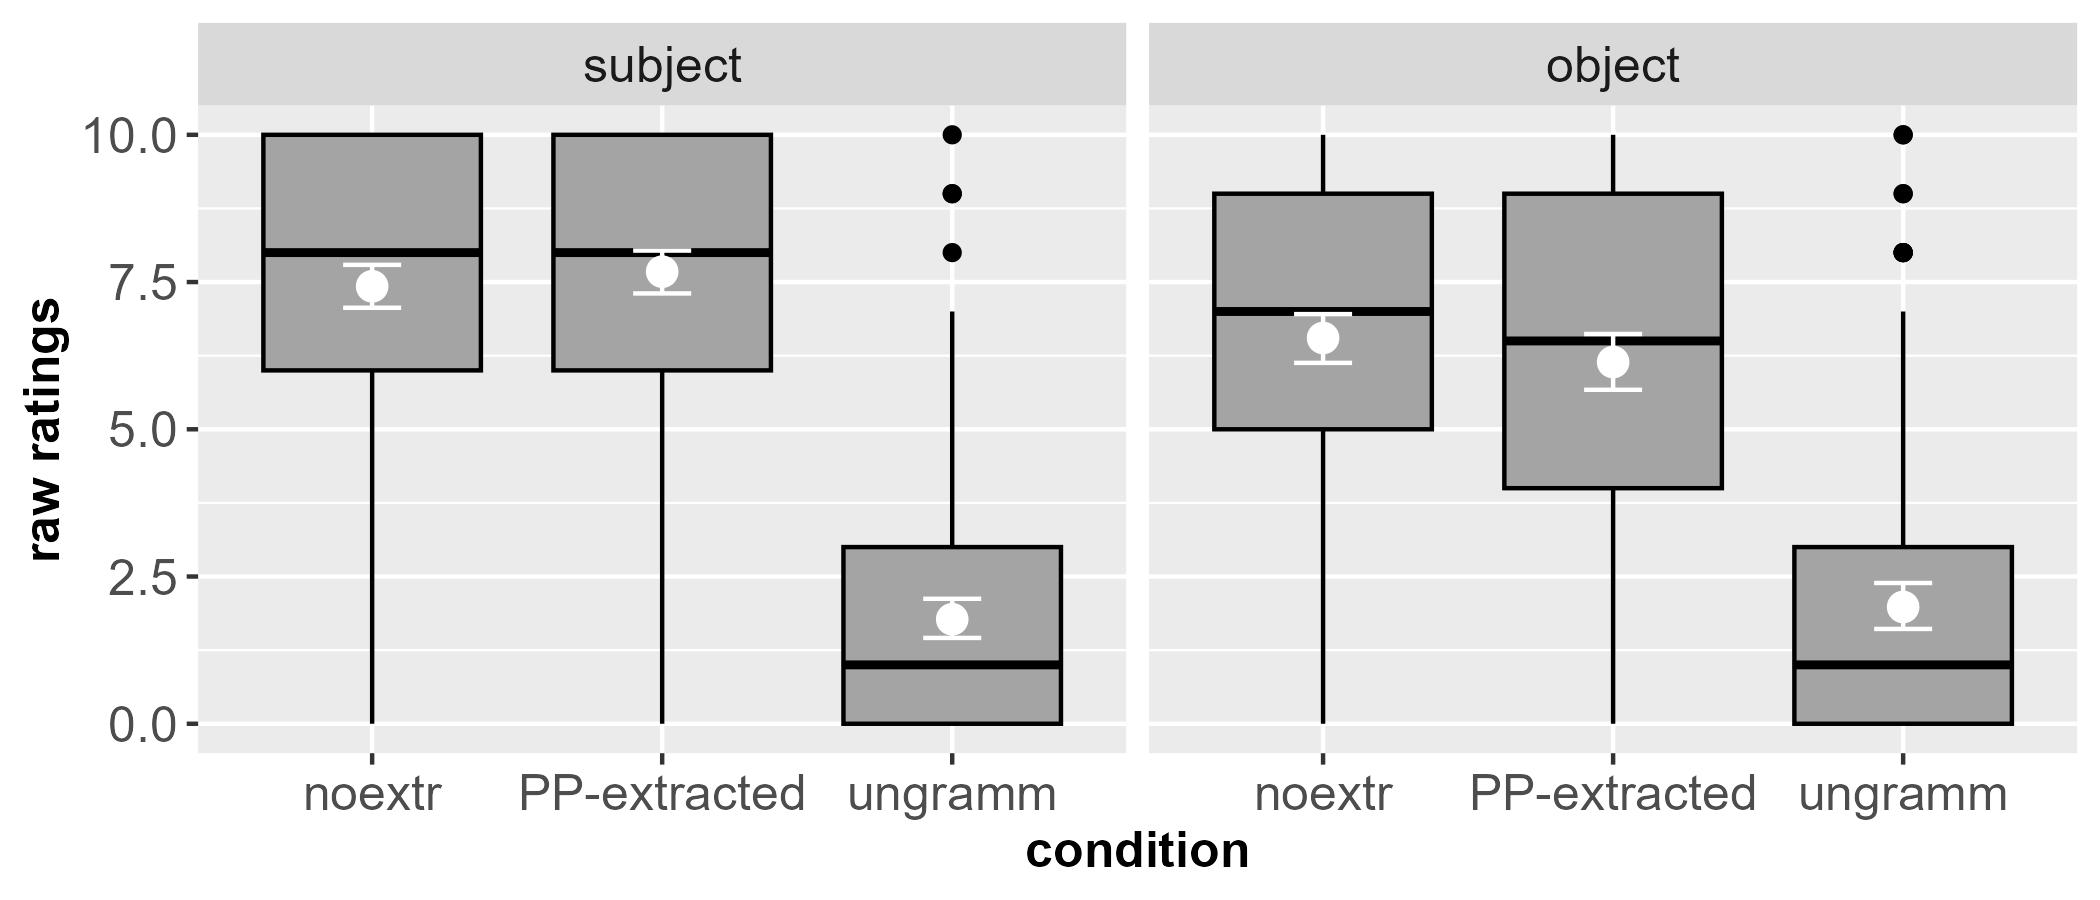 subject
object
10.0
7.5
5.0
2.5
0.0
raw ratings
noextr PP-extracted ungramm
noextr PP-extracted ungramm
condition